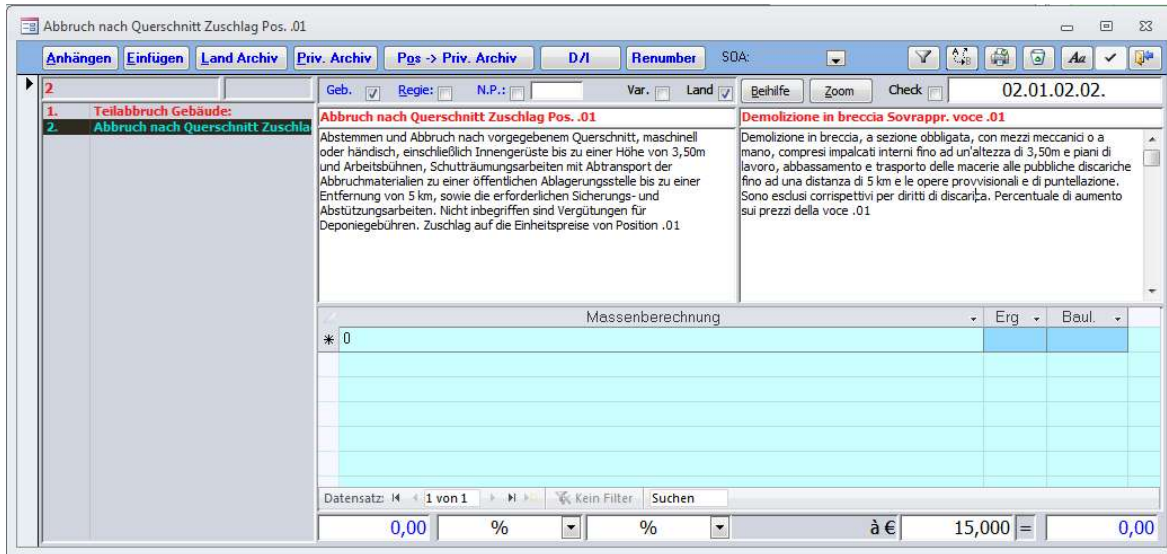 Abbruch nach Querschnitt Zuschlag Pos. .01
Anhängen Einfügen Land Archiv Priv. Archiv Pos -> Priv. Archiv D/I Renumber SOA: Aa
2 Geb. Regie: N.P.: Var. Land Beihilfe Zoom Check 02.01.02.02.
1. Teilabbruch Gebäude:
2. Abbruch nach Querschnitt Zuschla
Abbruch nach Querschnitt Zuschlag Pos. .01
Abstemmen und Abbruch nach vorgegebenem Querschnitt, maschinell
oder händisch, einschließlich Innengerüste bis zu einer Höhe von 3,50m
und Arbeitsbühnen, Schutträumungsarbeiten mit Abtransport der
Abbruchmaterialien zu einer öffentlichen Ablagerungsstelle bis zu einer
Entfernung von 5 km, sowie die erforderlichen Sicherungs- und
Abstützungsarbeiten. Nicht inbegriffen sind Vergütungen für
Deponiegebühren. Zuschlag auf die Einheitspreise von Position .01
Demolizione in breccia Sovrappr. voce .01
Demolizione in breccia, a sezione obbligata, con mezzi meccanici o a
mano, compresi impalcati interni fino ad un'altezza di 3,50m e piani di
lavoro, abbassamento e trasporto delle macerie alle pubbliche discariche
fino ad una distanza di 5 km e le opere provvisionali e di puntellazione.
Sono esclusi corrispettivi per diritti di discarica. Percentuale di aumento
sui prezzi della voce .01
Massenberechnung Erg Baul.
* 0
Datensatz: 1 von 1 Kein Filter Suchen
0,00 % % à € 15,000 = 0,00